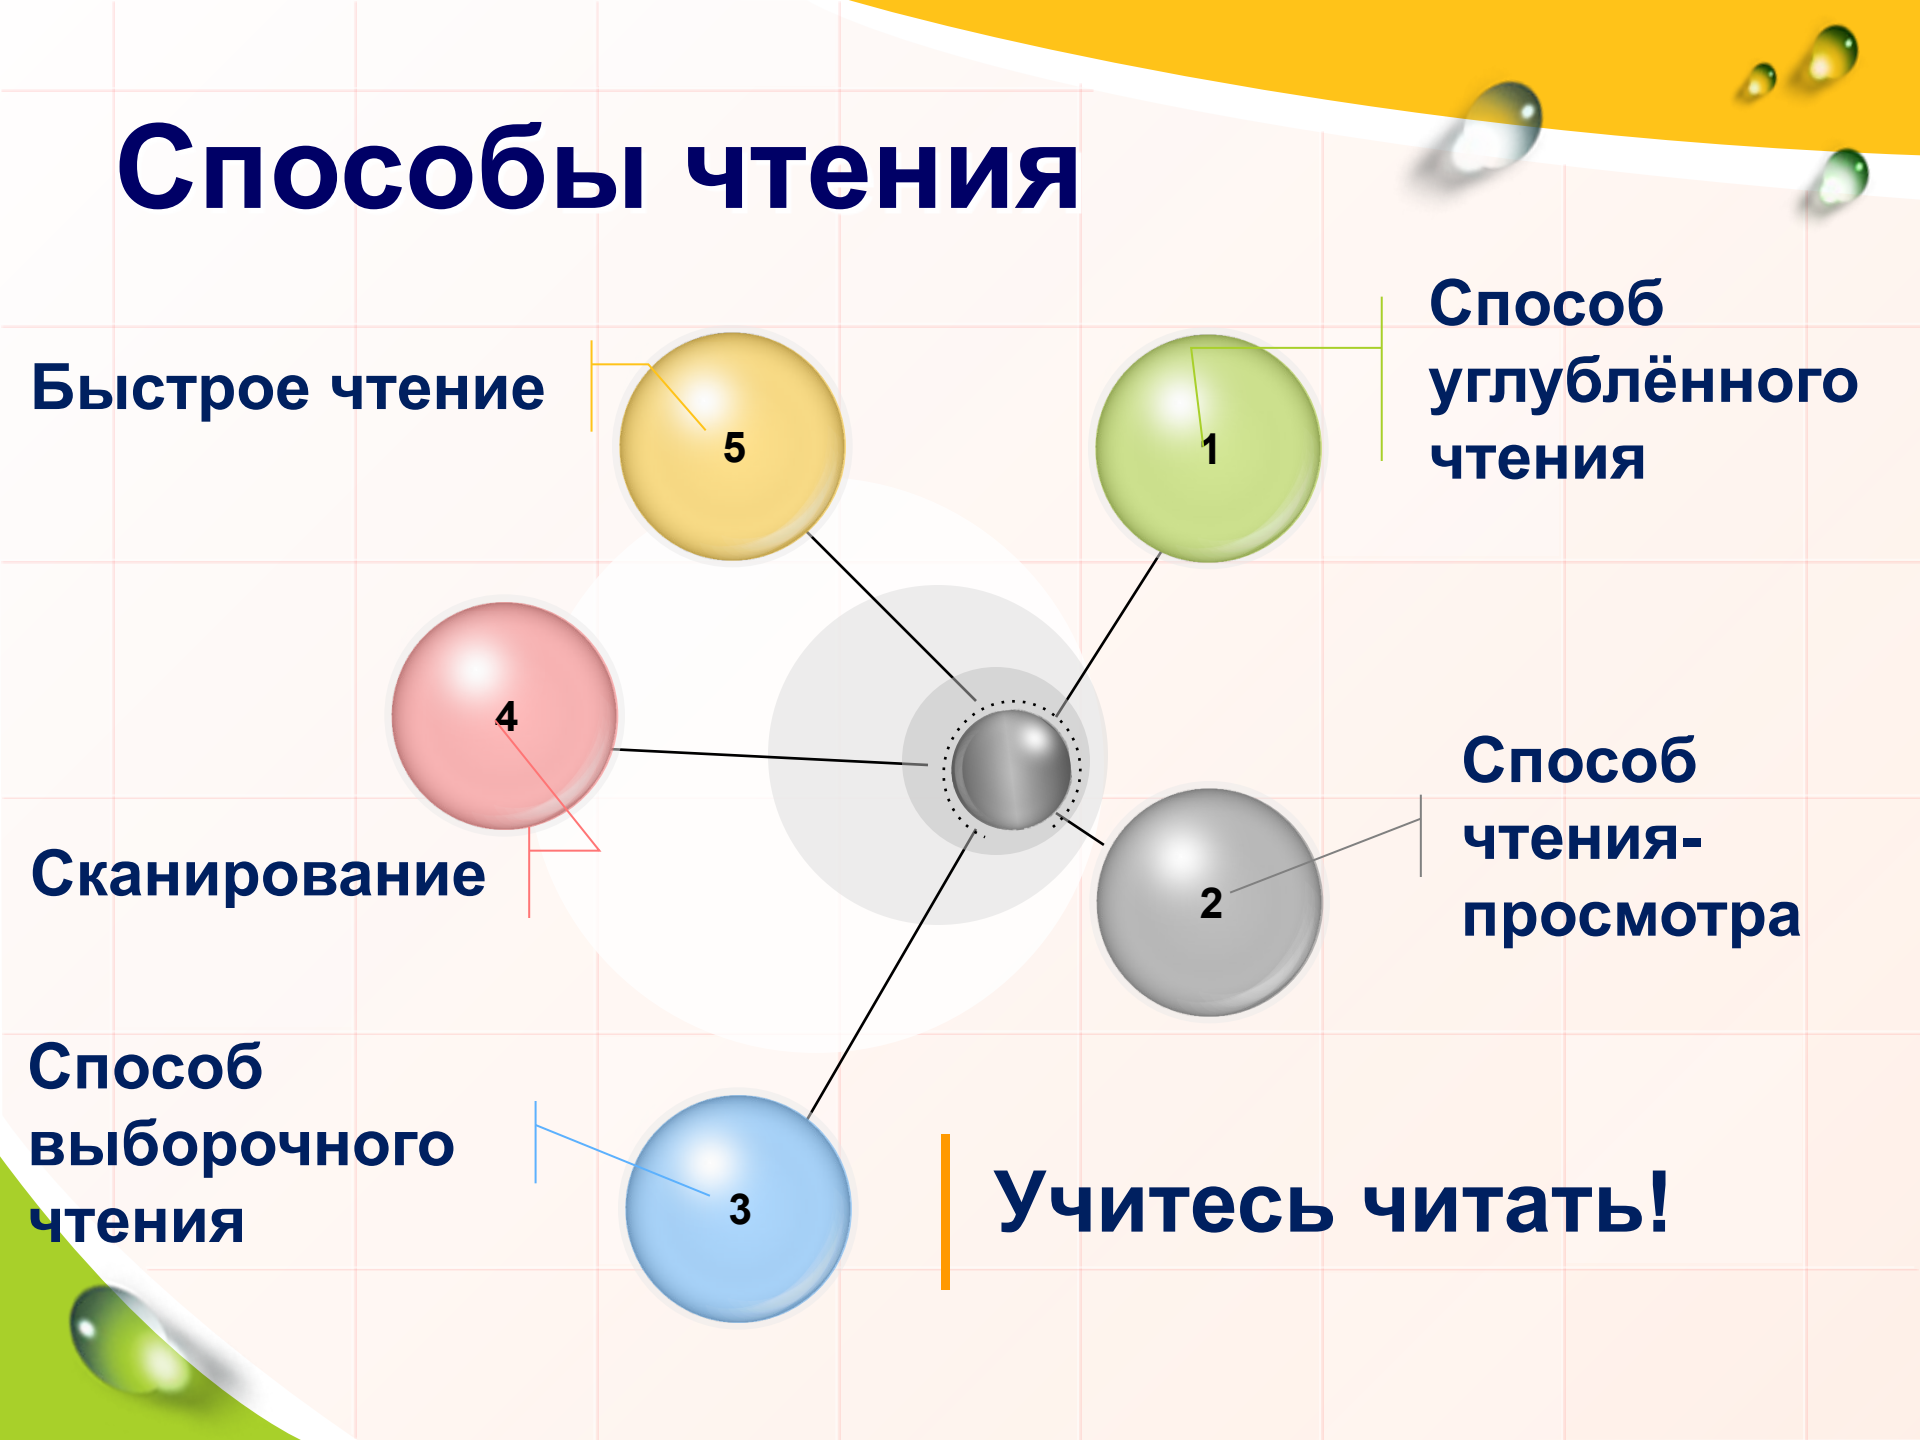 Способы чтения
Быстрое чтение
5
1
Способ
углублённого
чтения
4
Сканирование
2
Способ
чтения-
просмотра
Способ
выборочного
чтения
3
Учитесь читать!